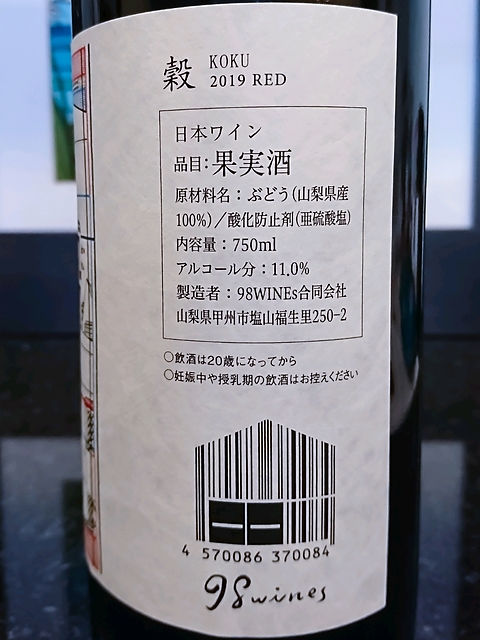 穀 KOKU
2019 RED
日本ワイン
品目：果実酒
原材料名：ぶどう（山梨県産
100%）／酸化防止剤（亜硫酸塩）
内容量：750ml
アルコール分：11.0%
製造者：98WINEs合同会社
山梨県甲州市塩山福生里250-2
○飲酒は20歳になってから
○妊娠中や授乳期の飲酒はお控えください
4 570086 370084
98wines